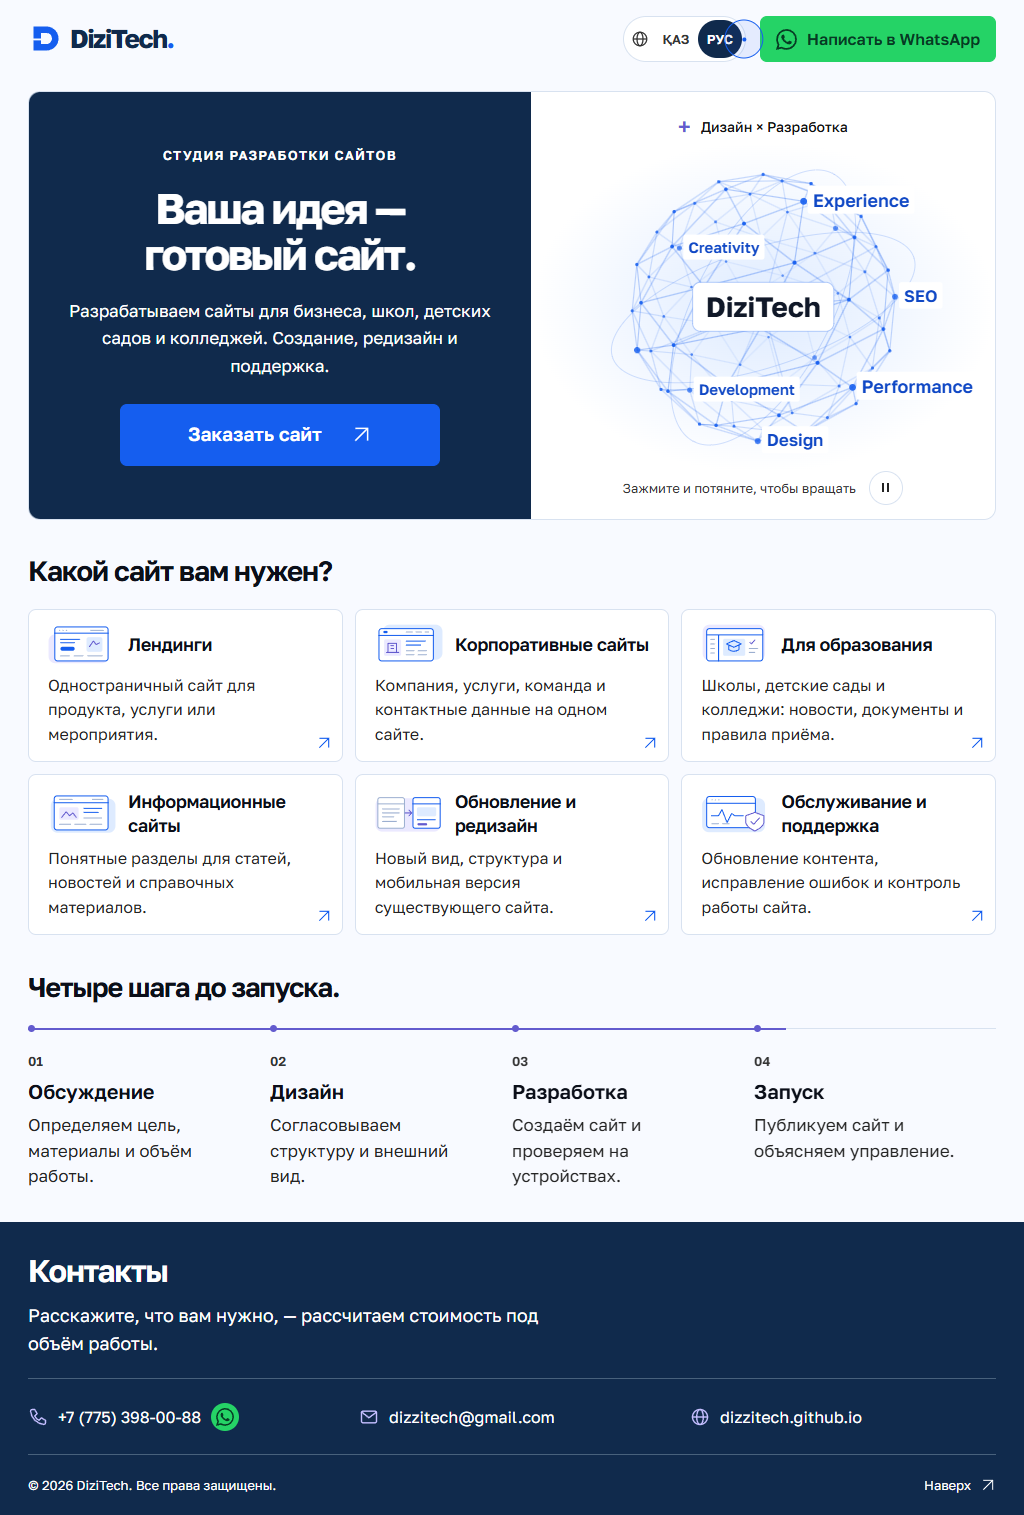 DiziTech.
ҚАЗ
РУС
Написать в WhatsApp
СТУДИЯ РАЗРАБОТКИ САЙТОВ
Ваша идея —
готовый сайт.
Разрабатываем сайты для бизнеса, школ, детских
садов и колледжей. Создание, редизайн и
поддержка.
Заказать сайт
Дизайн × Разработка
Experience
Creativity
SEO
DiziTech
Performance
Development
Design
Зажмите и потяните, чтобы вращать
Какой сайт вам нужен?
Лендинги
Одностраничный сайт для
продукта, услуги или
мероприятия.
Корпоративные сайты
Компания, услуги, команда и
контактные данные на одном
сайте.
Для образования
Школы, детские сады и
колледжи: новости, документы и
правила приёма.
Информационные
сайты
Понятные разделы для статей,
новостей и справочных
материалов.
Обновление и
редизайн
Новый вид, структура и
мобильная версия
существующего сайта.
Обслуживание и
поддержка
Обновление контента,
исправление ошибок и контроль
работы сайта.
Четыре шага до запуска.
01
Обсуждение
Определяем цель,
материалы и объём
работы.
02
Дизайн
Согласовываем
структуру и внешний
вид.
03
Разработка
Создаём сайт и
проверяем на
устройствах.
04
Запуск
Публикуем сайт и
объясняем управление.
Контакты
Расскажите, что вам нужно, — рассчитаем стоимость под
объём работы.
+7 (775) 398-00-88
dizzitech@gmail.com
dizzitech.github.io
© 2026 DiziTech. Все права защищены.
Наверх